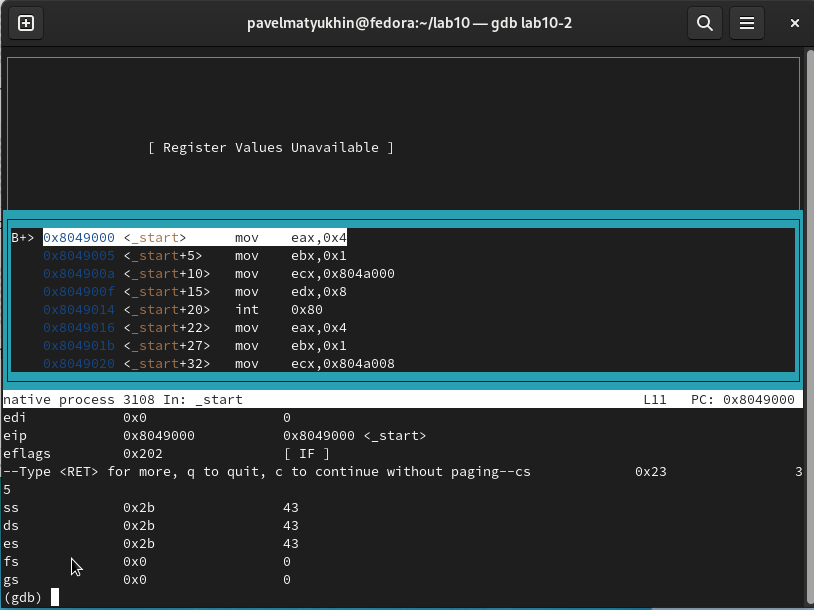 pavelmatyukhin@fedora:~/lab10 — gdb lab10-2
[ Register Values Unavailable ]
B+> 0x8049000 <_start>      mov    eax,0x4
    0x8049005 <_start+5>    mov    ebx,0x1
    0x804900a <_start+10>   mov    ecx,0x804a000
    0x804900f <_start+15>   mov    edx,0x8
    0x8049014 <_start+20>   int    0x80
    0x8049016 <_start+22>   mov    eax,0x4
    0x804901b <_start+27>   mov    ebx,0x1
    0x8049020 <_start+32>   mov    ecx,0x804a008
native process 3108 In: _start                                                  L11   PC: 0x8049000
edi            0x0                 0
eip            0x8049000           0x8049000 <_start>
eflags         0x202               [ IF ]
--Type <RET> for more, q to quit, c to continue without paging--cs             0x23                3
5
ss             0x2b                43
ds             0x2b                43
es             0x2b                43
fs             0x0                 0
gs             0x0                 0
(gdb)